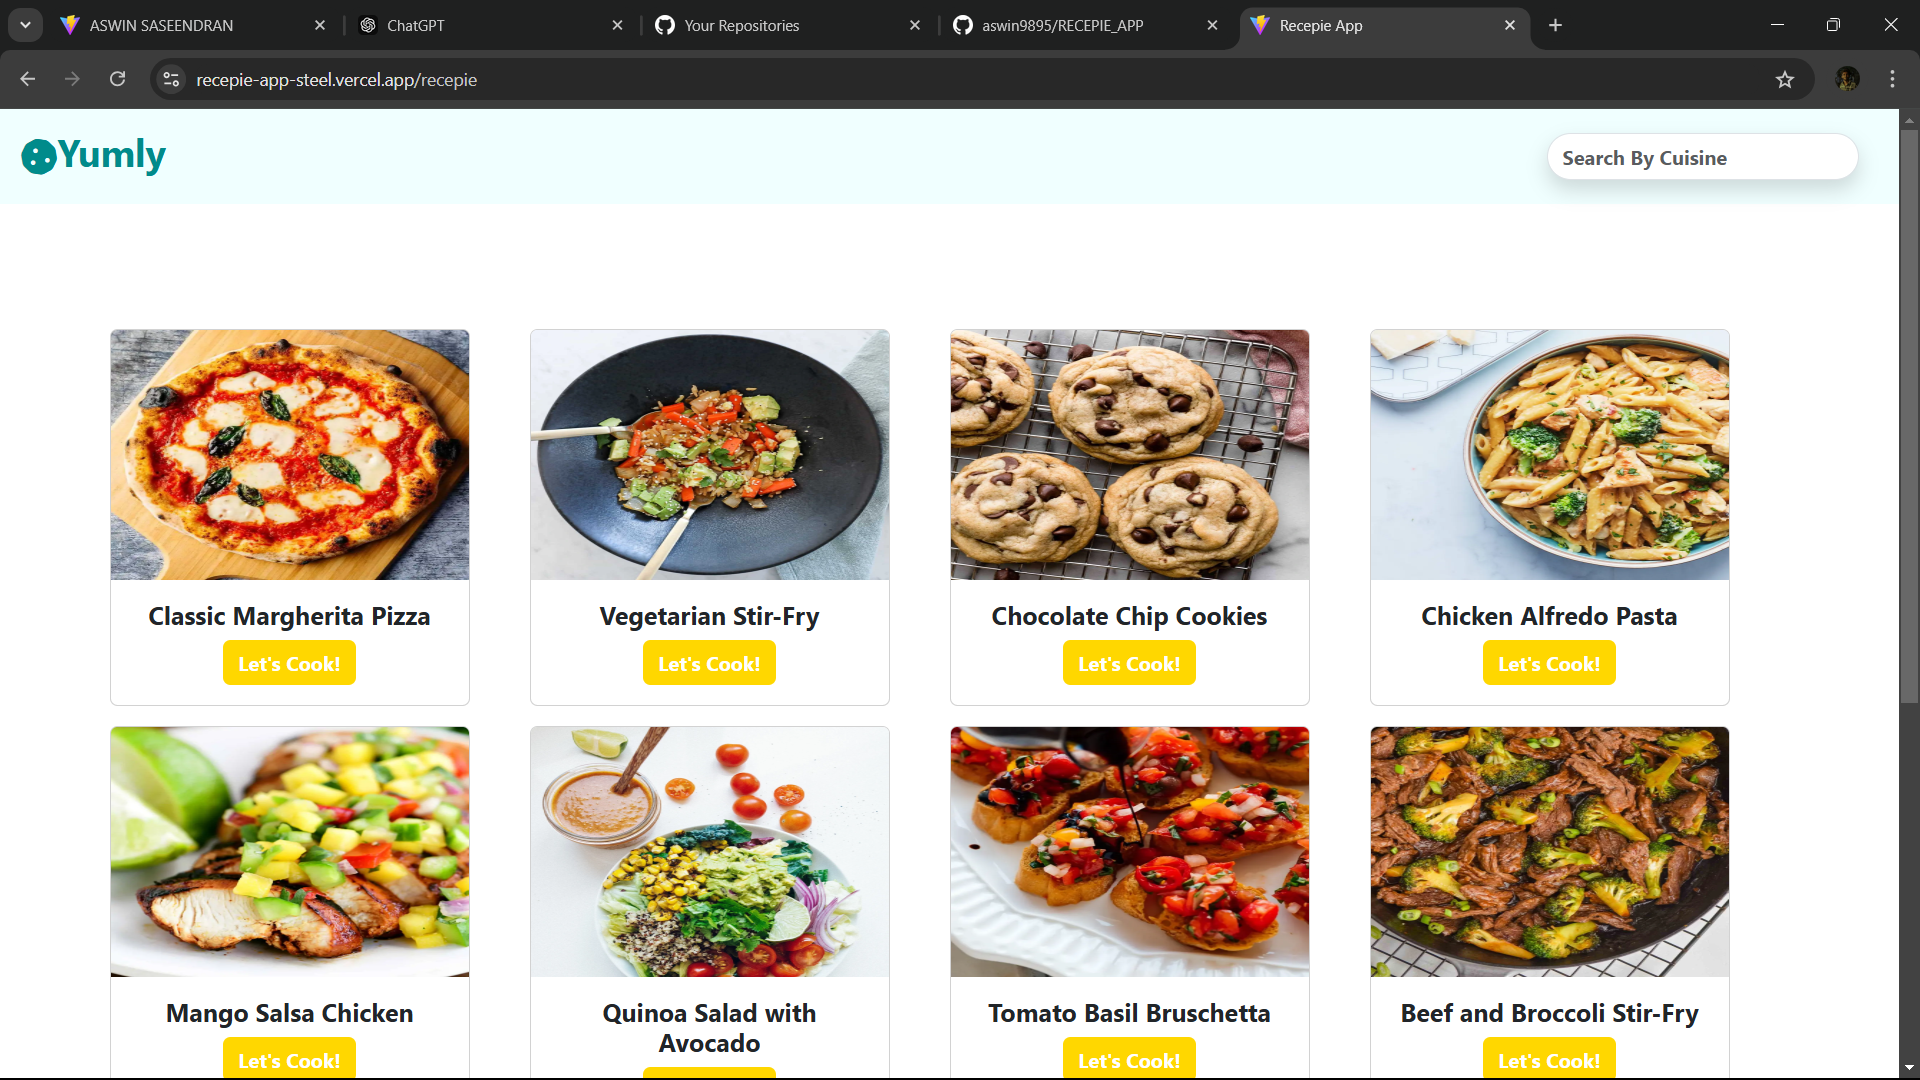 ASWIN SASEENDRAN
ChatGPT
Your Repositories
aswin9895/RECEPIE_APP
Recepie App
recepie-app-steel.vercel.app/recepie
Yumly
Search By Cuisine
Classic Margherita Pizza
Let's Cook!
Vegetarian Stir-Fry
Let's Cook!
Chocolate Chip Cookies
Let's Cook!
Chicken Alfredo Pasta
Let's Cook!
Mango Salsa Chicken
Let's Cook!
Quinoa Salad with
Avocado
Tomato Basil Bruschetta
Let's Cook!
Beef and Broccoli Stir-Fry
Let's Cook!